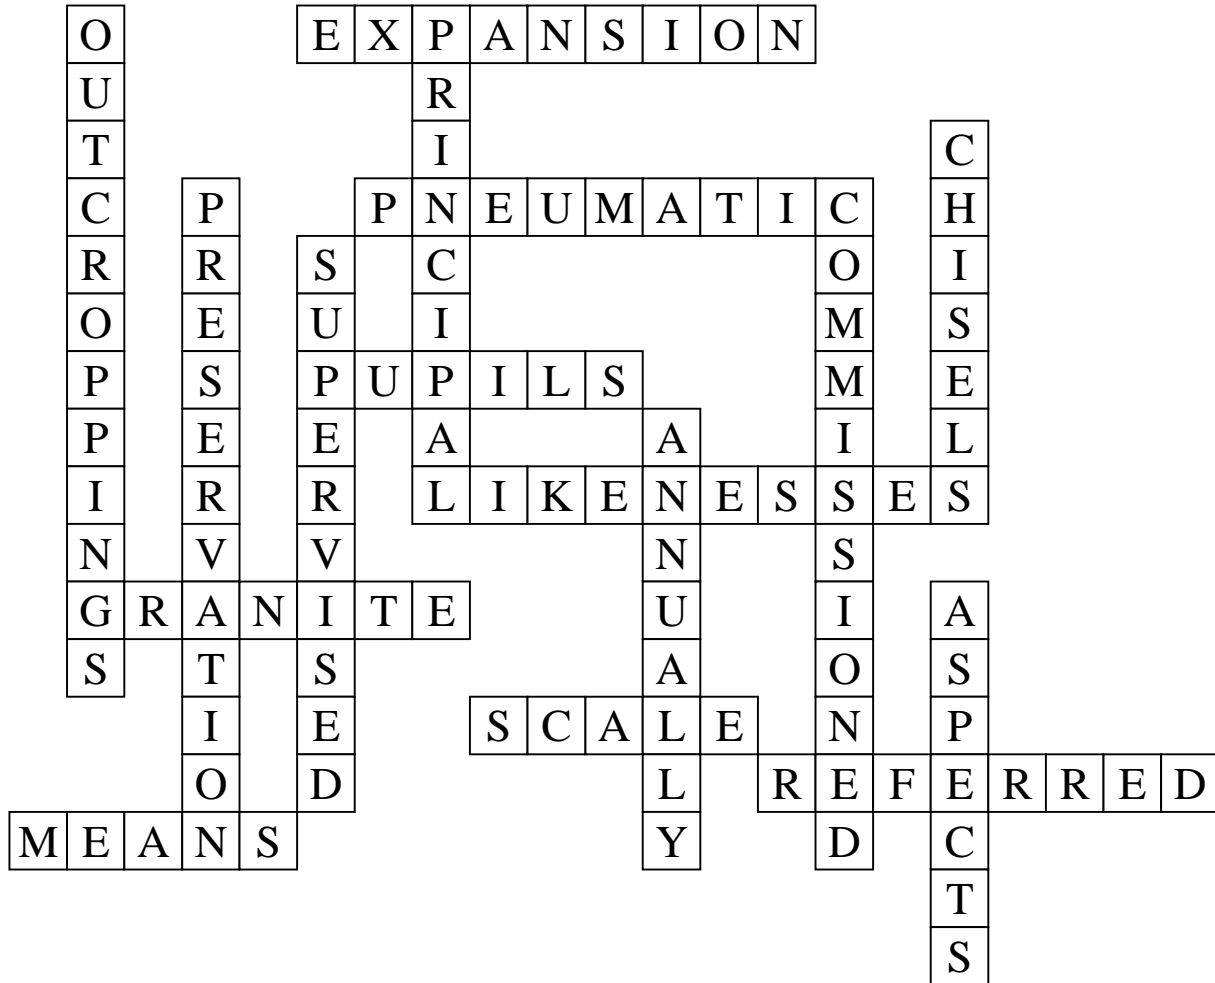 OUTCROPPINGS
EXPANSION
PRINCIPAL
CHISELS
PRESERVATION
PNEUMATIC
COMMISSIONED
SUPERVISED
PUPILS
ANNUALLY
LIKENESSES
GRANITE
ASPECTS
SCALE
REFERRED
MEANS